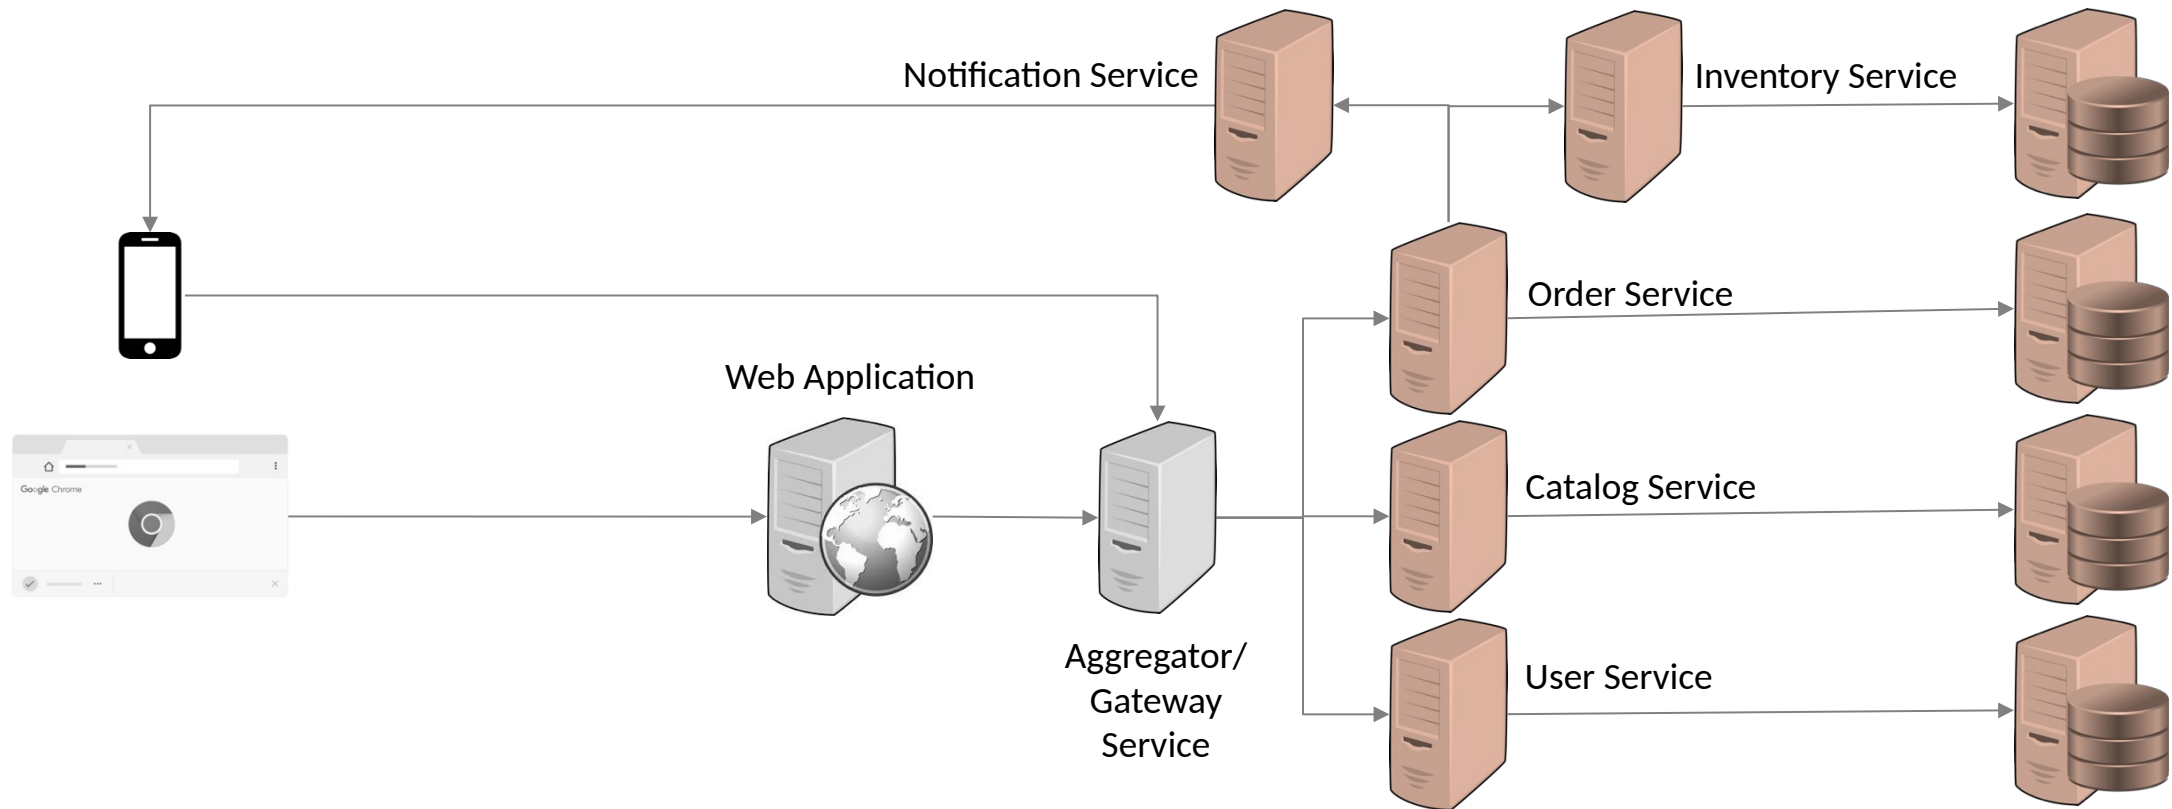 Notification Service
Inventory Service
Order Service
Web Application
Google Chrome
Catalog Service
Aggregator/
Gateway
Service
User Service